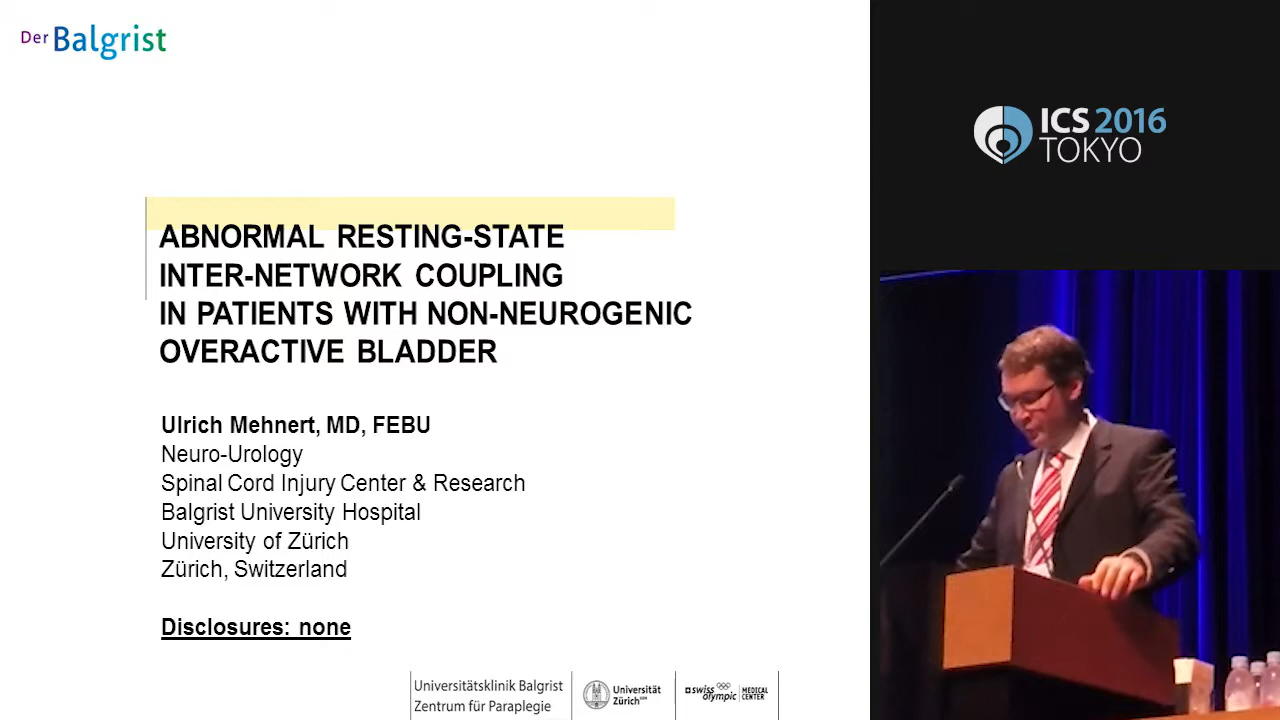 Der Balgrist
ICS 2016
TOKYO
ABNORMAL RESTING-STATE
INTER-NETWORK COUPLING
IN PATIENTS WITH NON-NEUROGENIC
OVERACTIVE BLADDER
Ulrich Mehnert, MD, FEBU
Neuro-Urology
Spinal Cord Injury Center & Research
Balgrist University Hospital
University of Zürich
Zürich, Switzerland
Disclosures: none
Universitätsklinik Balgrist
Zentrum für Paraplegie
Universität
Zürich
swiss olympic
MEDICAL
CENTER